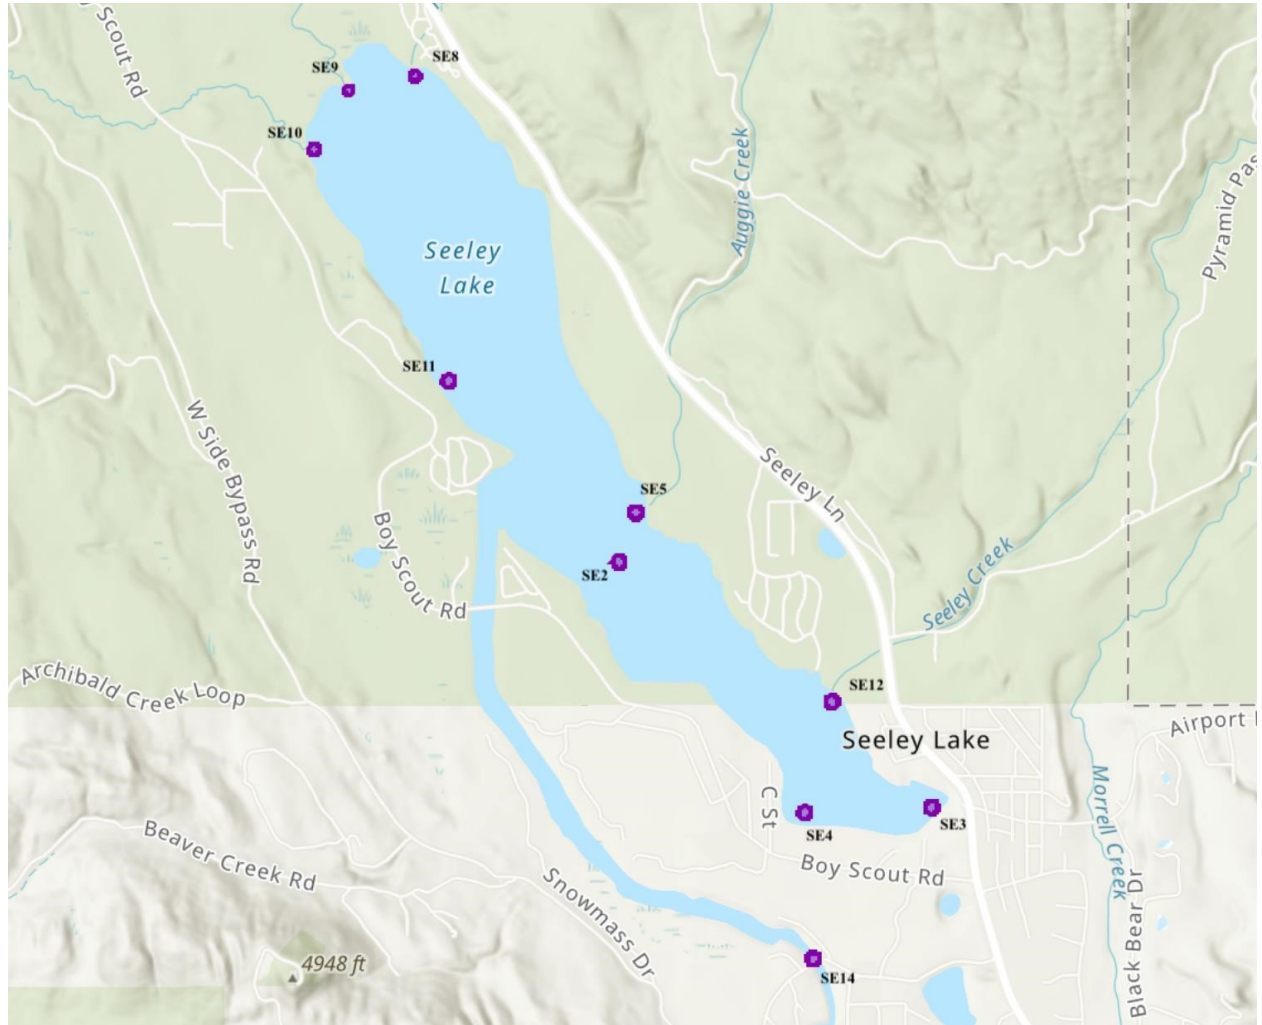 y Scout Rd
SE8
SE9
SE10
Auggie Creek
Pyramid Pas
Seeley
Lake
SE11
W Side Bypass Rd
Seeley Ln
SE5
Boy Scout Rd
SE2
Seeley Creek
Archibald Creek Loop
SE12
Airport
Seeley Lake
C St
Morrell Creek
SE4
SE3
Beaver Creek Rd
Boy Scout Rd
Snowmass Dr
Black Bear Dr
4948 ft
SE14